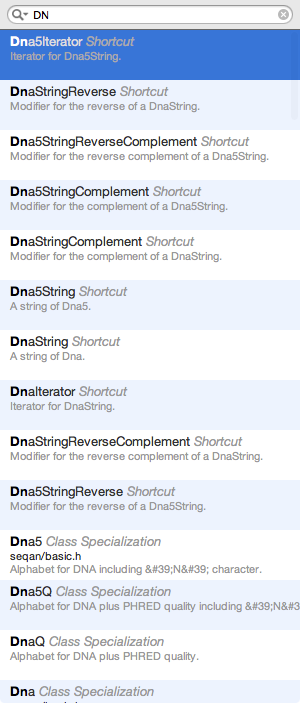 DN
Dna5Iterator Shortcut
Iterator for Dna5String.
DnaStringReverse Shortcut
Modifier for the reverse of a DnaString.
Dna5StringReverseComplement Shortcut
Modifier for the reverse complement of a Dna5String.
Dna5StringComplement Shortcut
Modifier for the complement of a Dna5String.
DnaStringComplement Shortcut
Modifier for the complement of a DnaString.
Dna5String Shortcut
A string of Dna5.
DnaString Shortcut
A string of Dna.
DnaIterator Shortcut
Iterator for DnaString.
DnaStringReverseComplement Shortcut
Modifier for the reverse complement of a DnaString.
Dna5StringReverse Shortcut
Modifier for the reverse of a Dna5String.
Dna5 Class Specialization
seqan/basic.h
Alphabet for DNA including &#39;N&#39; character.
Dna5Q Class Specialization
Alphabet for DNA plus PHRED quality including &#39;N&#3
DnaQ Class Specialization
Alphabet for DNA plus PHRED quality.
Dna Class Specialization